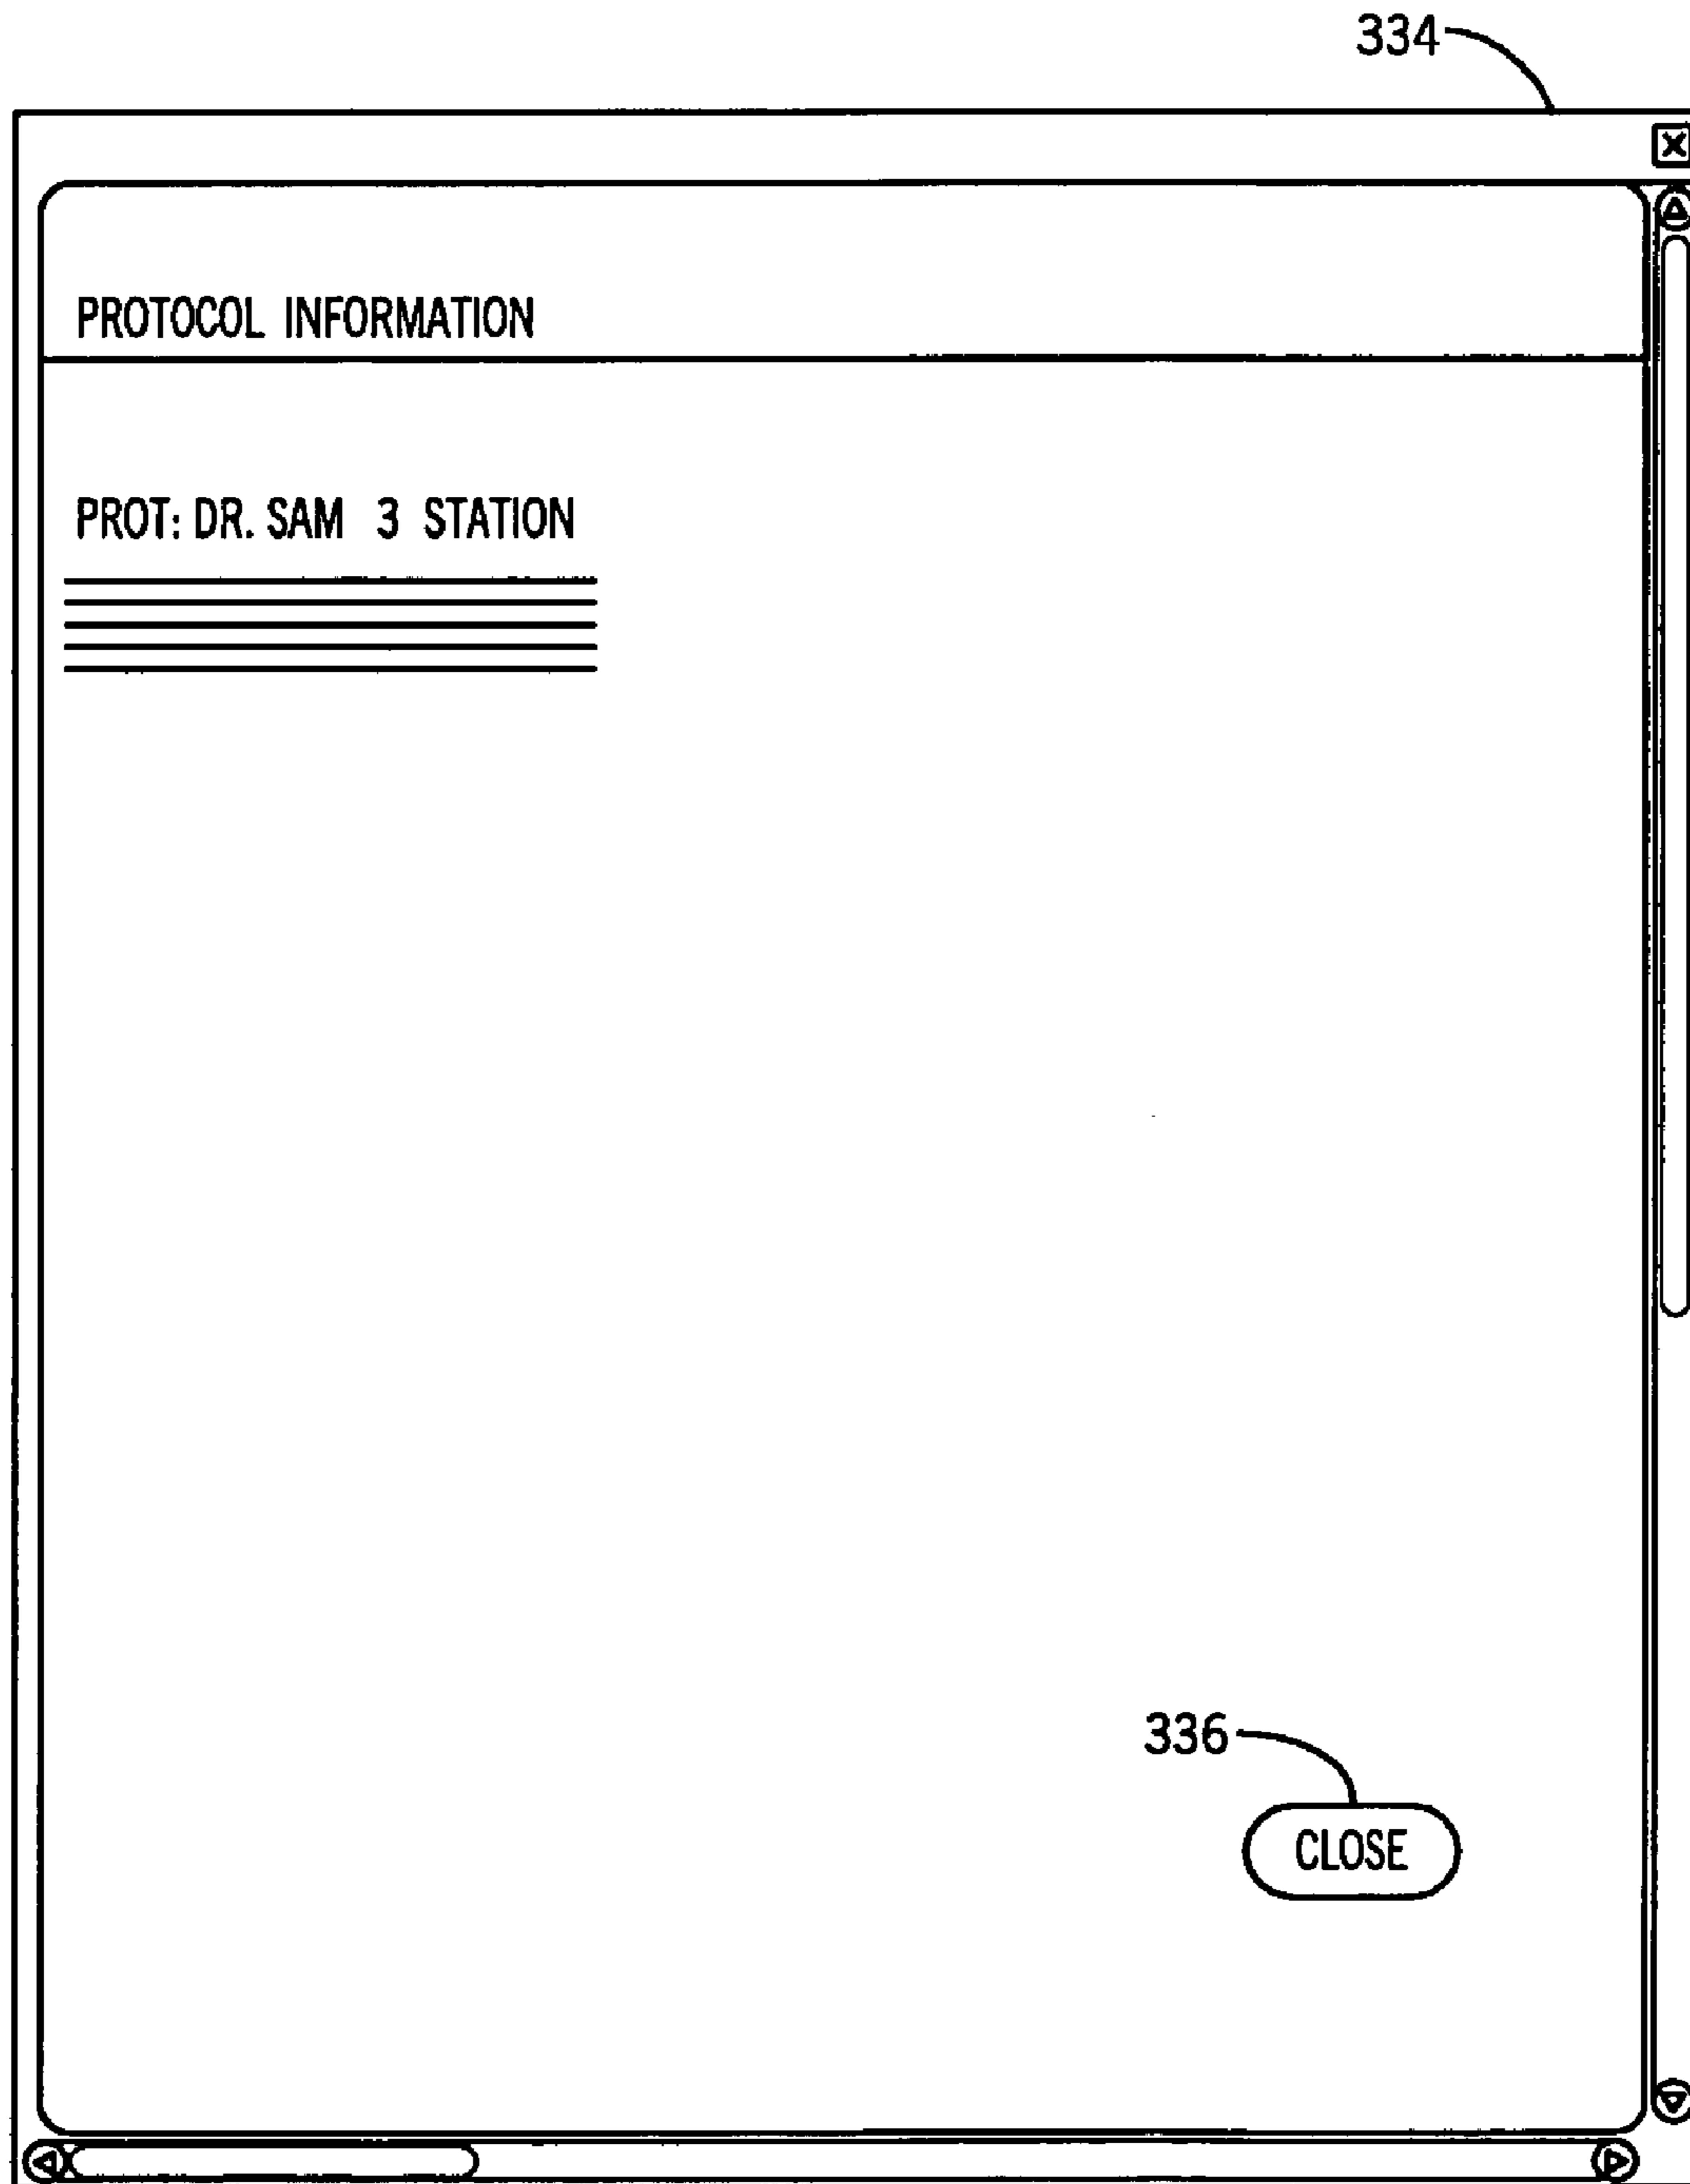 334
X
PROTOCOL INFORMATION
PROT: DR. SAM 3 STATION
336
CLOSE